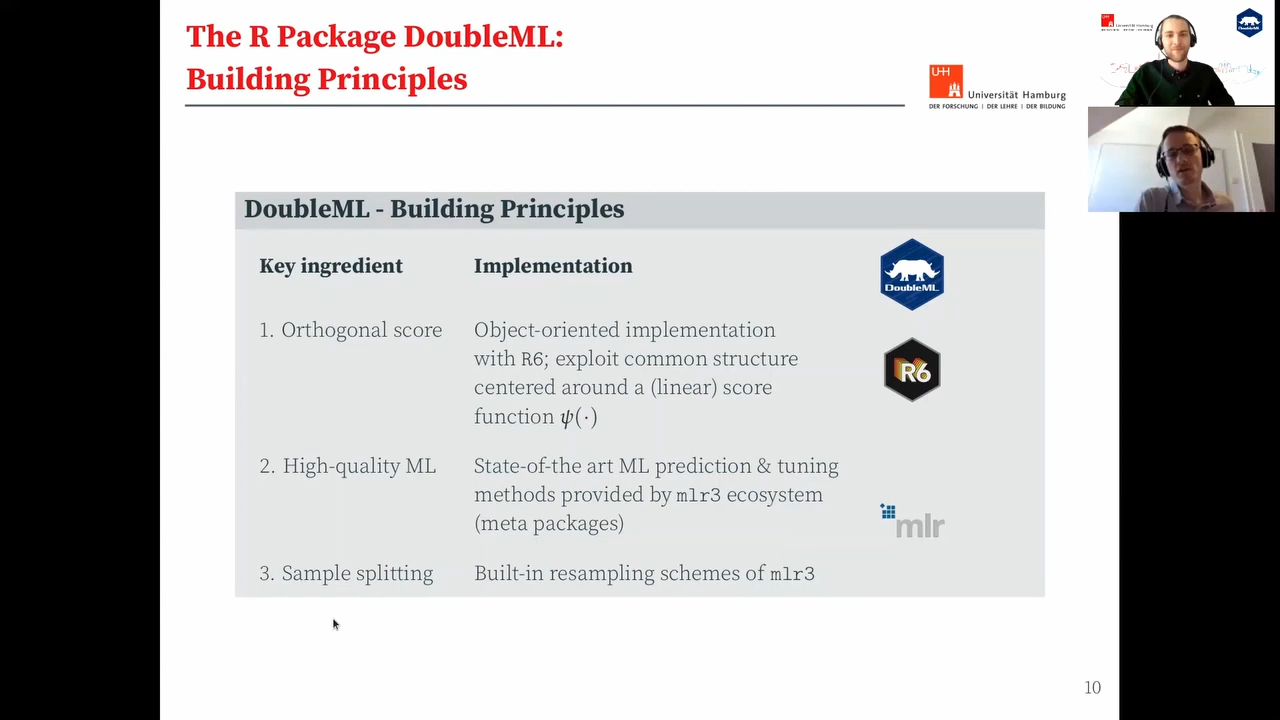 The R Package DoubleML:
Building Principles
UHH
Universität Hamburg
DER FORSCHUNG | DER LEHRE | DER BILDUNG
DoubleML - Building Principles
Key ingredient Implementation
DoubleML
1. Orthogonal score Object-oriented implementation
with R6; exploit common structure
centered around a (linear) score
function ψ(·)
R6
2. High-quality ML State-of-the art ML prediction & tuning
methods provided by mlr3 ecosystem
(meta packages)
mlr
3. Sample splitting Built-in resampling schemes of mlr3
10